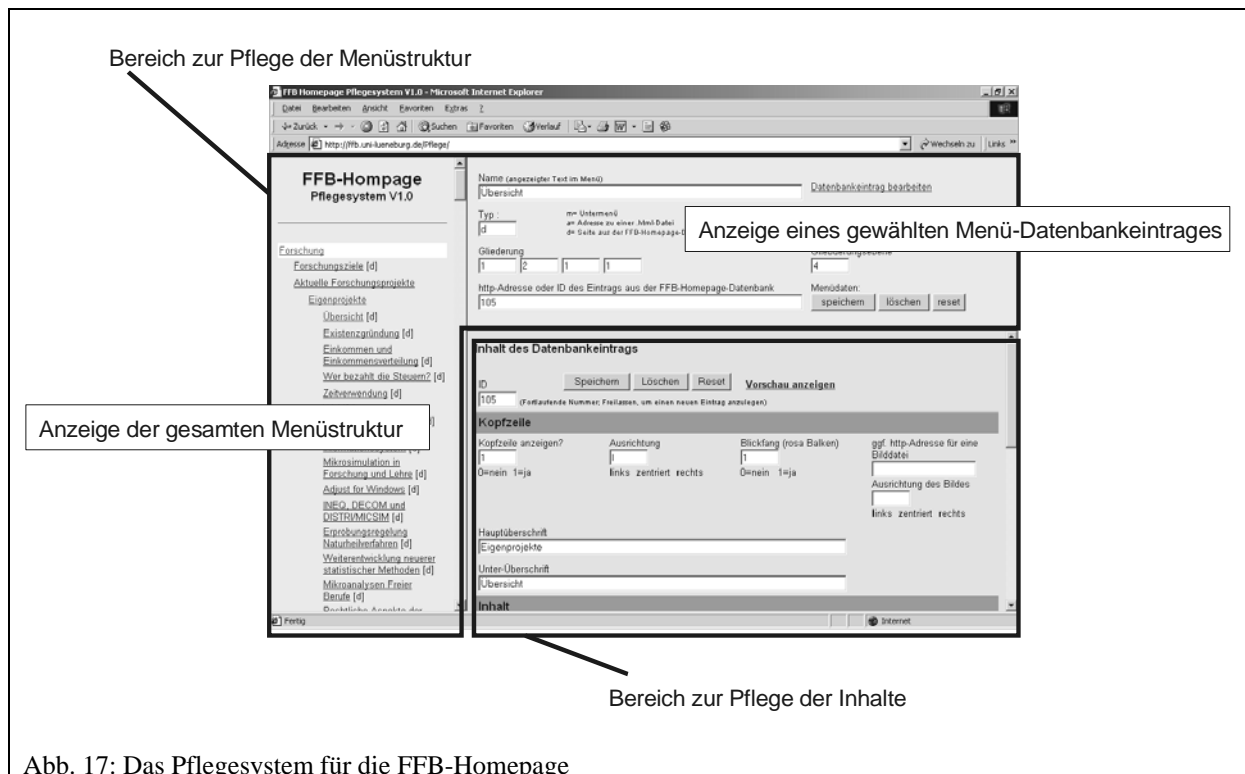 Bereich zur Pflege der Menüstruktur
FFB Homepage Pflegesystem V1.0 - Microsoft Internet Explorer
Datei Bearbeiten Ansicht Favoriten Extras ?
Zurück Suchen Favoriten Verlauf
Adresse http://ffb.uni-lueneburg.de/Pflege/ Wechseln zu Links »
FFB-Hompage
Pflegesystem V1.0
Forschung
Forschungsziele [d]
Aktuelle Forschungsprojekte
Eigenprojekte
Übersicht [d]
Existenzgründung [d]
Einkommen und
Einkommensverteilung [d]
Wer bezahlt die Steuern? [d]
Zeitverwendung [d]
Anzeige der gesamten Menüstruktur
Mikrosimulation in
Forschung und Lehre [d]
Adjust for Windows [d]
INEQ, DECOM und
DISTRI/MICSIM [d]
Erprobungsregelung
Naturheilverfahren [d]
Weiterentwicklung neuerer
statistischer Methoden [d]
Mikroanalysen Freier
Berufe [d]
Rechtliche Aspekte der
Name (angezeigter Text im Menü)
Übersicht
Datenbankeintrag bearbeiten
Typ :
d
m= Untermenü
a= Adresse zu einer .html-Datei
d= Seite aus der FFB-Homepage-D
Anzeige eines gewählten Menü-Datenbankeintrages
Gliederung
1 2 1 1
Gliederungsebene
4
http-Adresse oder ID des Eintrags aus der FFB-Homepage-Datenbank
105
Menüdaten:
speichern löschen reset
Inhalt des Datenbankeintrags
ID
Speichern Löschen Reset Vorschau anzeigen
105 (Fortlaufende Nummer; Freilassen, um einen neuen Eintrag anzulegen)
Kopfzeile
Kopfzeile anzeigen?
1
0=nein 1=ja
Ausrichtung
l
links zentriert rechts
Blickfang (rosa Balken)
1
0=nein 1=ja
ggf. http-Adresse für eine
Bilddatei
Ausrichtung des Bildes
links zentriert rechts
Hauptüberschrift
Eigenprojekte
Unter-Überschrift
Übersicht
Inhalt
Fertig
Internet
Bereich zur Pflege der Inhalte
Abb. 17: Das Pflegesystem für die FFB-Homepage